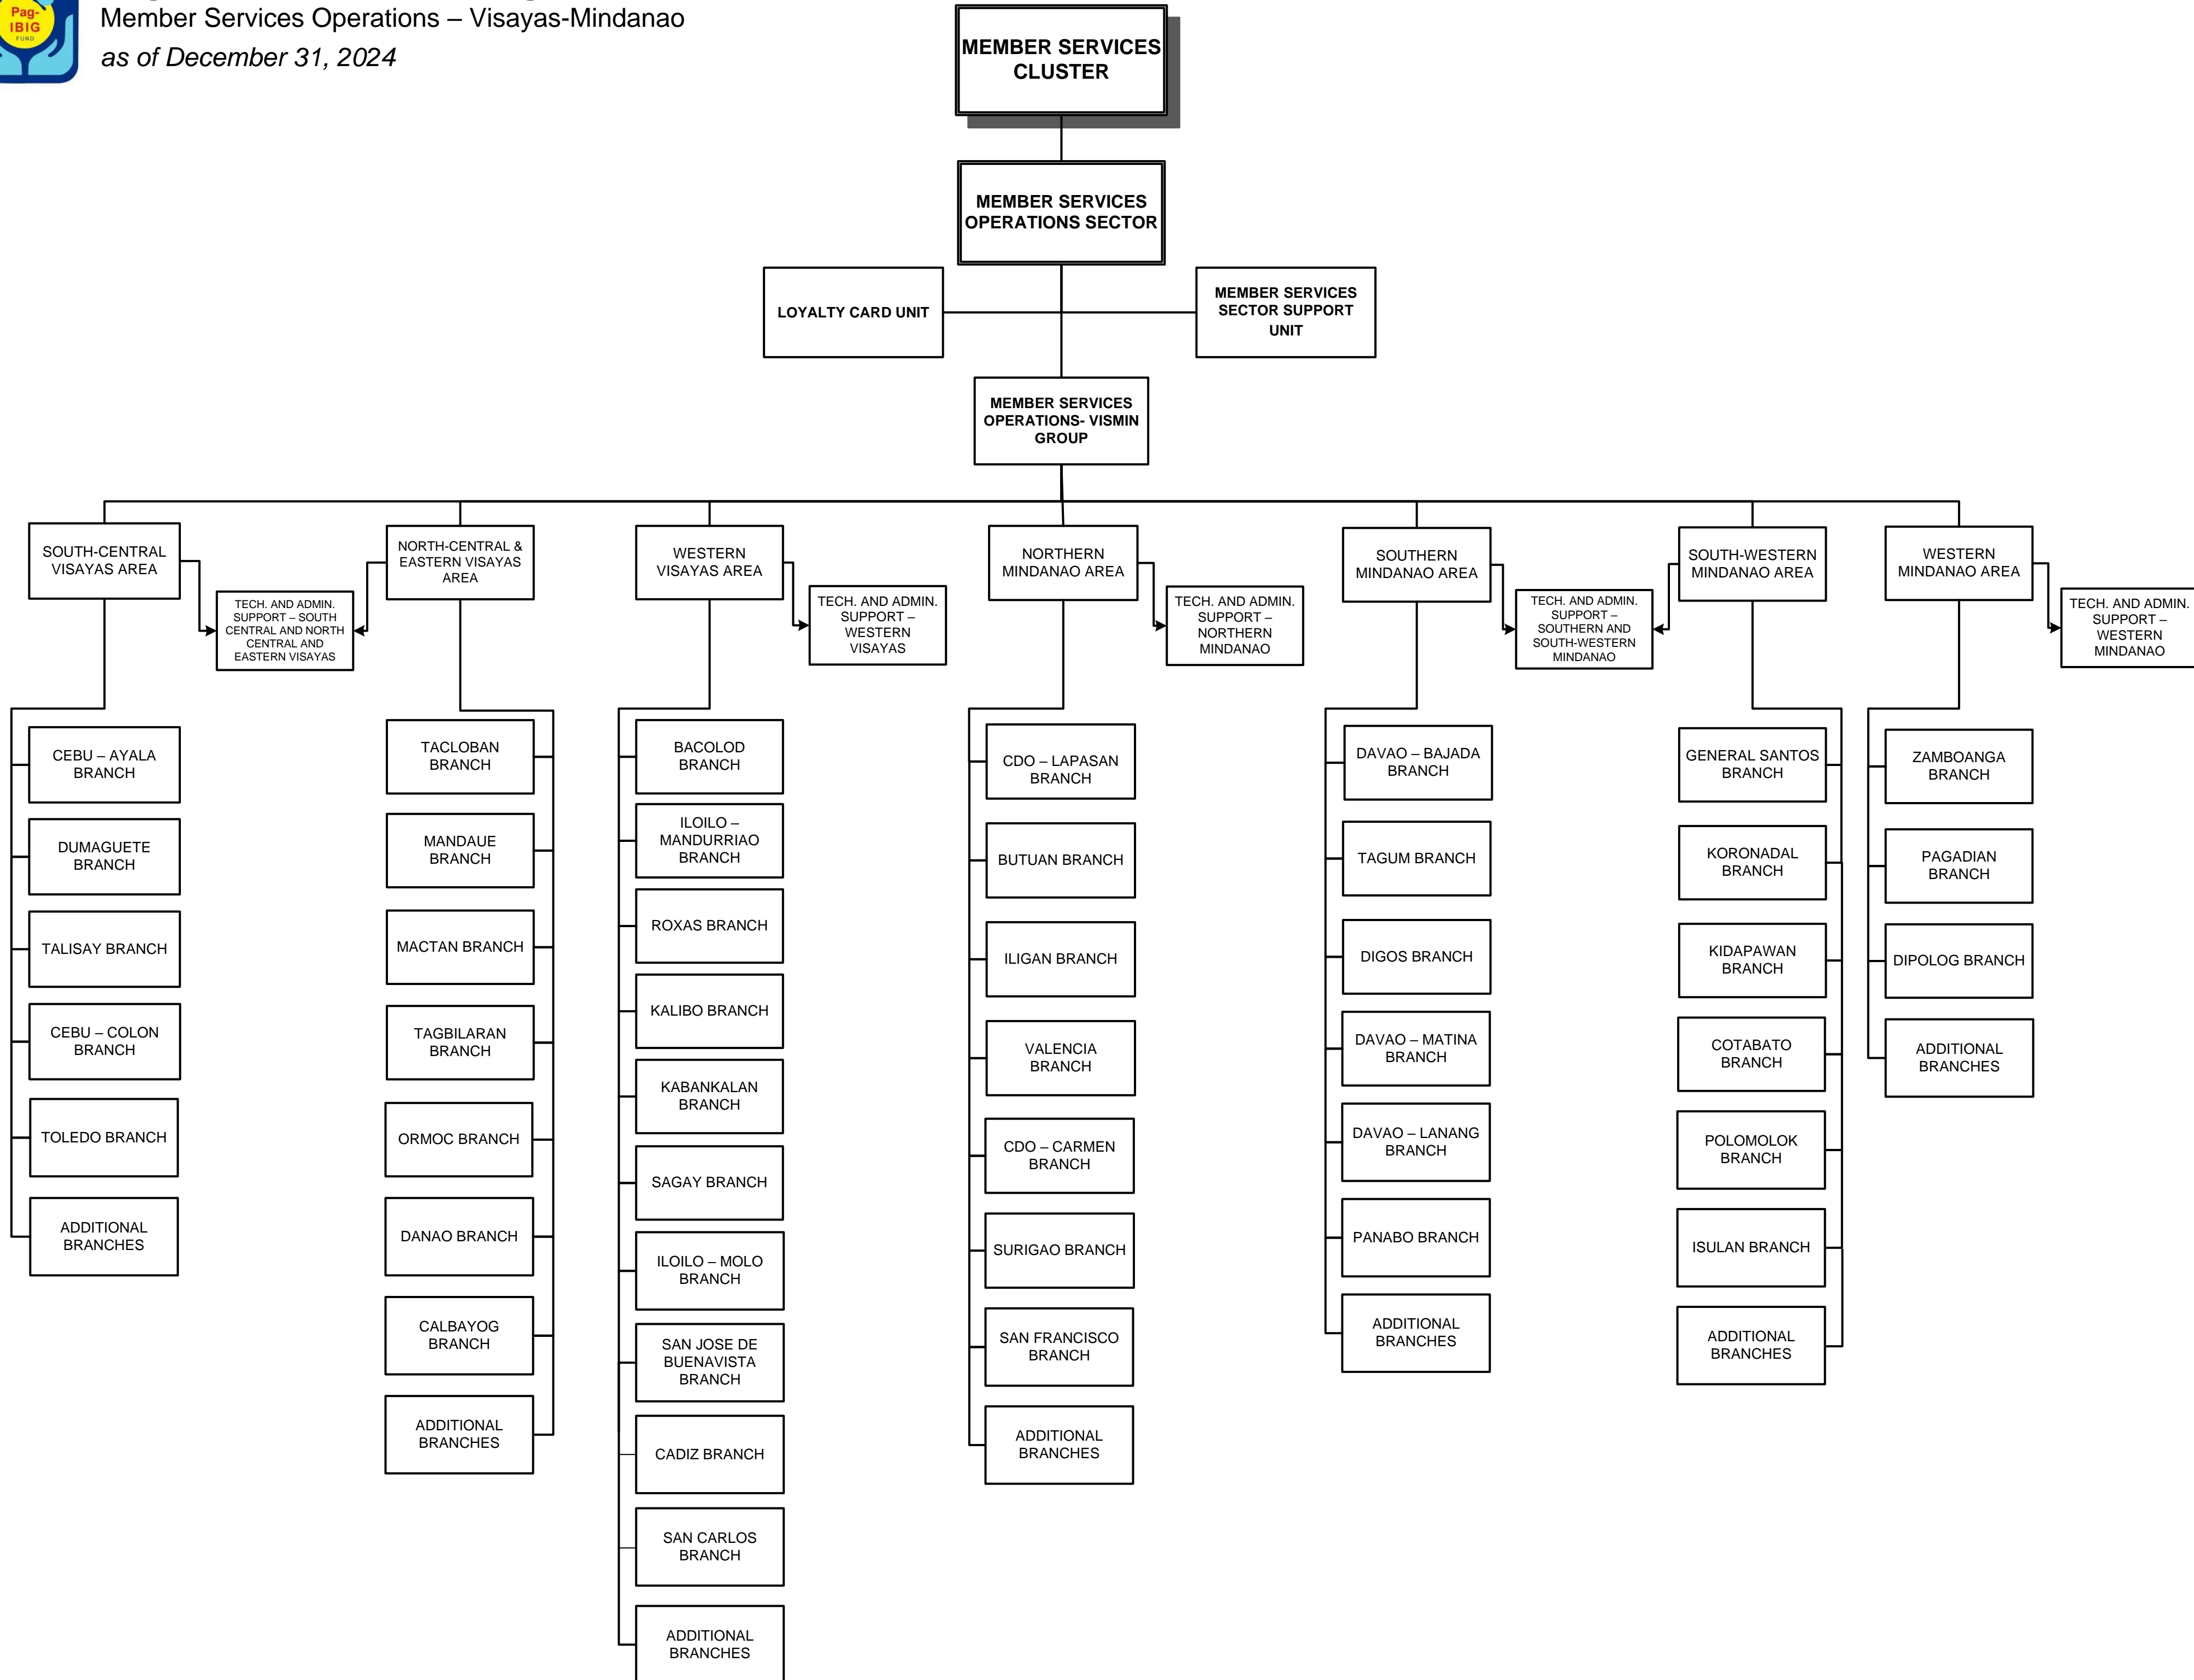 Pag-
IBIG
FUND
Member Services Operations – Visayas-Mindanao
as of December 31, 2024
MEMBER SERVICES
CLUSTER
MEMBER SERVICES
OPERATIONS SECTOR
LOYALTY CARD UNIT
MEMBER SERVICES
SECTOR SUPPORT
UNIT
MEMBER SERVICES
OPERATIONS- VISMIN
GROUP
SOUTH-CENTRAL
VISAYAS AREA
NORTH-CENTRAL &
EASTERN VISAYAS
AREA
WESTERN
VISAYAS AREA
NORTHERN
MINDANAO AREA
SOUTHERN
MINDANAO AREA
SOUTH-WESTERN
MINDANAO AREA
WESTERN
MINDANAO AREA
TECH. AND ADMIN.
SUPPORT – SOUTH
CENTRAL AND NORTH
CENTRAL AND
EASTERN VISAYAS
TECH. AND ADMIN.
SUPPORT –
WESTERN
VISAYAS
TECH. AND ADMIN.
SUPPORT –
NORTHERN
MINDANAO
TECH. AND ADMIN.
SUPPORT –
SOUTHERN AND
SOUTH-WESTERN
MINDANAO
TECH. AND ADMIN.
SUPPORT –
WESTERN
MINDANAO
CEBU – AYALA
BRANCH
DUMAGUETE
BRANCH
TALISAY BRANCH
CEBU – COLON
BRANCH
TOLEDO BRANCH
ADDITIONAL
BRANCHES
TACLOBAN
BRANCH
MANDAUE
BRANCH
MACTAN BRANCH
TAGBILARAN
BRANCH
ORMOC BRANCH
DANAO BRANCH
CALBAYOG
BRANCH
ADDITIONAL
BRANCHES
BACOLOD
BRANCH
ILOILO –
MANDURRIAO
BRANCH
ROXAS BRANCH
KALIBO BRANCH
KABANKALAN
BRANCH
SAGAY BRANCH
ILOILO – MOLO
BRANCH
SAN JOSE DE
BUENAVISTA
BRANCH
CADIZ BRANCH
SAN CARLOS
BRANCH
ADDITIONAL
BRANCHES
CDO – LAPASAN
BRANCH
BUTUAN BRANCH
ILIGAN BRANCH
VALENCIA
BRANCH
CDO – CARMEN
BRANCH
SURIGAO BRANCH
SAN FRANCISCO
BRANCH
ADDITIONAL
BRANCHES
DAVAO – BAJADA
BRANCH
TAGUM BRANCH
DIGOS BRANCH
DAVAO – MATINA
BRANCH
DAVAO – LANANG
BRANCH
PANABO BRANCH
ADDITIONAL
BRANCHES
GENERAL SANTOS
BRANCH
KORONADAL
BRANCH
KIDAPAWAN
BRANCH
COTABATO
BRANCH
POLOMOLOK
BRANCH
ISULAN BRANCH
ADDITIONAL
BRANCHES
ZAMBOANGA
BRANCH
PAGADIAN
BRANCH
DIPOLOG BRANCH
ADDITIONAL
BRANCHES